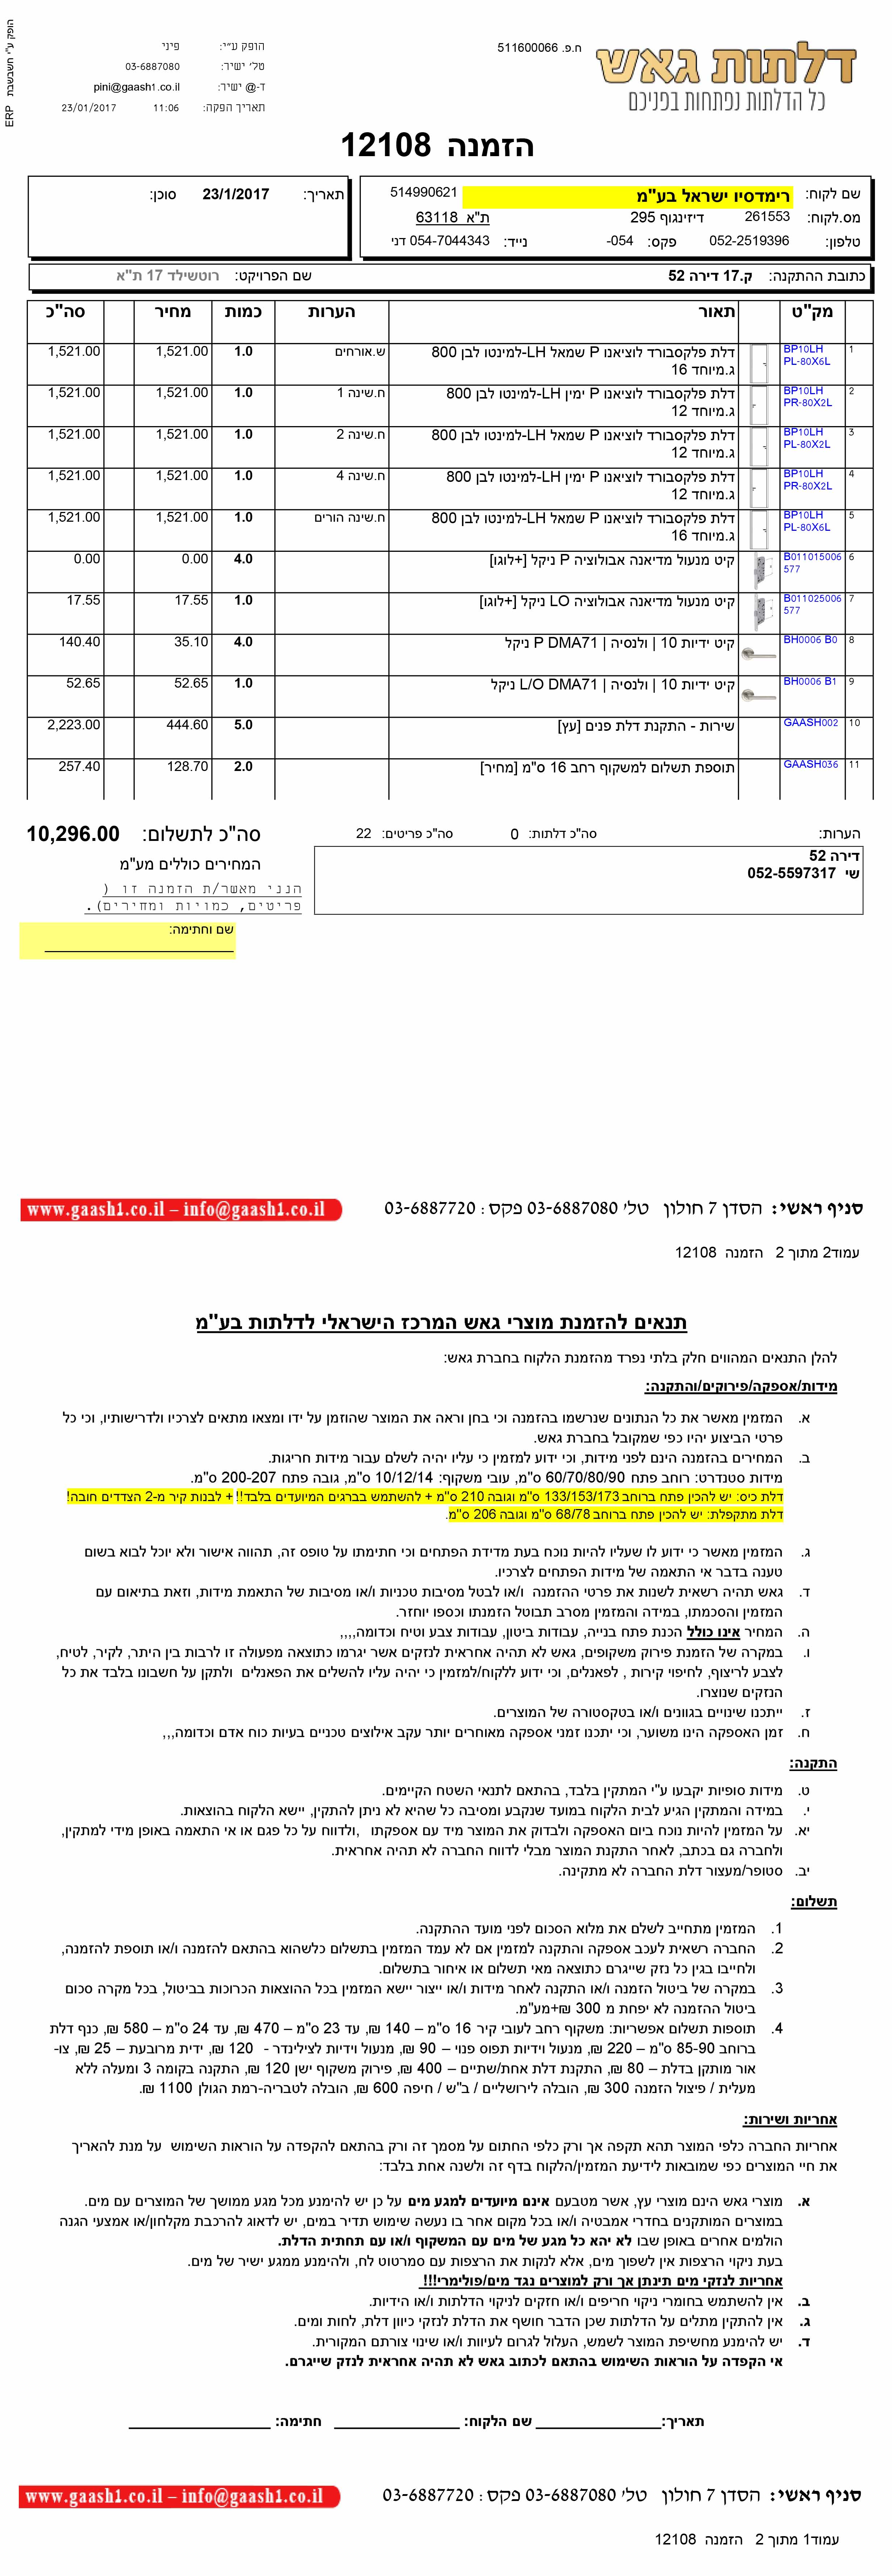 הופק ע"י חשבשבת ERP
דלתות גאש
כל הדלתות נפתחות בפניכם
ח.פ. 511600066
הופק ע״י: פיני
טל׳ ישיר: 03-6887080
ד-@ ישיר: pini@gaash1.co.il
תאריך הפקה: 11:06 23/01/2017
הזמנה 12108
שם לקוח: רימדסיו ישראל בע"מ 514990621
מס.לקוח: 261553 דיזינגוף 295 ת"א 63118
טלפון: 052-2519396 פקס: 054- נייד: 054-7044343 דני
תאריך: 23/1/2017 סוכן:
כתובת ההתקנה: ק.17 דירה 52 שם הפרויקט: רוטשילד 17 ת"א
מק"ט תאור הערות כמות מחיר סה"כ
1 BP10LH PL-80X6L דלת פלקסבורד לוציאנו P שמאל LH-למינטו לבן 800 ש.אורחים 1.0 1,521.00 1,521.00
ג.מיוחד 16
2 BP10LH PR-80X2L דלת פלקסבורד לוציאנו P ימין LH-למינטו לבן 800 ח.שינה 1 1.0 1,521.00 1,521.00
ג.מיוחד 12
3 BP10LH PL-80X2L דלת פלקסבורד לוציאנו P שמאל LH-למינטו לבן 800 ח.שינה 2 1.0 1,521.00 1,521.00
ג.מיוחד 12
4 BP10LH PR-80X2L דלת פלקסבורד לוציאנו P ימין LH-למינטו לבן 800 ח.שינה 4 1.0 1,521.00 1,521.00
ג.מיוחד 12
5 BP10LH PL-80X6L דלת פלקסבורד לוציאנו P שמאל LH-למינטו לבן 800 ח.שינה הורים 1.0 1,521.00 1,521.00
ג.מיוחד 16
6 B011015006 577 קיט מנעול מדיאנה אבולוציה P ניקל [+לוגו] 4.0 0.00 0.00
7 B011025006 577 קיט מנעול מדיאנה אבולוציה LO ניקל [+לוגו] 1.0 17.55 17.55
8 BH0006 B0 קיט ידיות 10 | ולנסיה | P DMA71 ניקל 4.0 35.10 140.40
9 BH0006 B1 קיט ידיות 10 | ולנסיה | L/O DMA71 ניקל 1.0 52.65 52.65
10 GAASH002 שירות - התקנת דלת פנים [עץ] 5.0 444.60 2,223.00
11 GAASH036 תוספת תשלום למשקוף רחב 16 ס"מ [מחיר] 2.0 128.70 257.40
הערות: סה"כ דלתות: 0 סה"כ פריטים: 22 סה"כ לתשלום: 10,296.00
דירה 52
שי 052-5597317
המחירים כוללים מע"מ
הנני מאשר/ת הזמנה זו (
פריטים, כמויות ומחירים).
שם וחתימה:
סניף ראשי: הסדן 7 חולון טל׳ 03-6887080 פקס : 03-6887720 www.gaash1.co.il – info@gaash1.co.il
עמוד2 מתוך 2 הזמנה 12108
תנאים להזמנת מוצרי גאש המרכז הישראלי לדלתות בע"מ
להלן התנאים המהווים חלק בלתי נפרד מהזמנת הלקוח בחברת גאש:
מידות/אספקה/פירוקים/והתקנה:
א. המזמין מאשר את כל הנתונים שנרשמו בהזמנה וכי בחן וראה את המוצר שהוזמן על ידו ומצאו מתאים לצרכיו ולדרישותיו, וכי כל
פרטי הביצוע יהיו כפי שמקובל בחברת גאש.
ב. המחירים בהזמנה הינם לפני מידות, וכי ידוע למזמין כי עליו יהיה לשלם עבור מידות חריגות.
מידות סטנדרט: רוחב פתח 60/70/80/90 ס"מ, עובי משקוף: 10/12/14 ס"מ, גובה פתח 200-207 ס"מ.
דלת כיס: יש להכין פתח ברוחב 133/153/173 ס"מ וגובה 210 ס"מ + להשתמש בברגים המיועדים בלבד!! + לבנות קיר מ-2 הצדדים חובה!
דלת מתקפלת: יש להכין פתח ברוחב 68/78 ס"מ וגובה 206 ס"מ.
ג. המזמין מאשר כי ידוע לו שעליו להיות נוכח בעת מדידת הפתחים וכי חתימתו על טופס זה, תהווה אישור ולא יוכל לבוא בשום
טענה בדבר אי התאמה של מידות הפתחים לצרכיו.
ד. גאש תהיה רשאית לשנות את פרטי ההזמנה ו/או לבטל מסיבות טכניות ו/או מסיבות של התאמת מידות, וזאת בתיאום עם
המזמין והסכמתו, במידה והמזמין מסרב תבוטל הזמנתו וכספו יוחזר.
ה. המחיר אינו כולל הכנת פתח בנייה, עבודות ביטון, עבודות צבע וטיח וכדומה,,,,
ו. במקרה של הזמנת פירוק משקופים, גאש לא תהיה אחראית לנזקים אשר יגרמו כתוצאה מפעולה זו לרבות בין היתר, לקיר, לטיח,
לצבע לריצוף, לחיפוי קירות , לפאנלים, וכי ידוע ללקוח/למזמין כי יהיה עליו להשלים את הפאנלים ולתקן על חשבונו בלבד את כל
הנזקים שנוצרו.
ז. ייתכנו שינויים בגוונים ו/או בטקסטורה של המוצרים.
ח. זמן האספקה הינו משוער, וכי יתכנו זמני אספקה מאוחרים יותר עקב אילוצים טכניים בעיות כוח אדם וכדומה,,,
התקנה:
ט. מידות סופיות יקבעו ע"י המתקין בלבד, בהתאם לתנאי השטח הקיימים.
י. במידה והמתקין הגיע לבית הלקוח במועד שנקבע ומסיבה כל שהיא לא ניתן להתקין, יישא הלקוח בהוצאות.
יא. על המזמין להיות נוכח ביום האספקה ולבדוק את המוצר מיד עם אספקתו ,ולדווח על כל פגם או אי התאמה באופן מידי למתקין,
ולחברה גם בכתב, לאחר התקנת המוצר מבלי לדווח החברה לא תהיה אחראית.
יב. סטופר/מעצור דלת החברה לא מתקינה.
תשלום:
1. המזמין מתחייב לשלם את מלוא הסכום לפני מועד ההתקנה.
2. החברה רשאית לעכב אספקה והתקנה למזמין אם לא עמד המזמין בתשלום כלשהוא בהתאם להזמנה ו/או תוספת להזמנה,
ולחייבו בגין כל נזק שייגרם כתוצאה מאי תשלום או איחור בתשלום.
3. במקרה של ביטול הזמנה ו/או התקנה לאחר מידות ו/או ייצור יישא המזמין בכל ההוצאות הכרוכות בביטול, בכל מקרה סכום
ביטול ההזמנה לא יפחת מ 300 ₪+מע"מ.
4. תוספות תשלום אפשריות: משקוף רחב לעובי קיר 16 ס"מ – 140 ₪, עד 23 ס"מ – 470 ₪, עד 24 ס"מ – 580 ₪, כנף דלת
ברוחב 85-90 ס"מ – 220 ₪, מנעול וידיות תפוס פנוי – 90 ₪, מנעול וידיות לצילינדר - 120 ₪, ידית מרובעת – 25 ₪, צו-
אור מותקן בדלת – 80 ₪, התקנת דלת אחת/שתיים – 400 ₪, פירוק משקוף ישן 120 ₪, התקנה בקומה 3 ומעלה ללא
מעלית / פיצול הזמנה 300 ₪, הובלה לירושליים / ב"ש / חיפה 600 ₪, הובלה לטבריה-רמת הגולן 1100 ₪.
אחריות ושירות:
אחריות החברה כלפי המוצר תהא תקפה אך ורק כלפי החתום על מסמך זה ורק בהתאם להקפדה על הוראות השימוש על מנת להאריך
את חיי המוצרים כפי שמובאות לידיעת המזמין/הלקוח בדף זה ולשנה אחת בלבד:
א. מוצרי גאש הינם מוצרי עץ, אשר מטבעם אינם מיועדים למגע מים על כן יש להימנע מכל מגע ממושך של המוצרים עם מים.
במוצרים המותקנים בחדרי אמבטיה ו/או בכל מקום אחר בו נעשה שימוש תדיר במים, יש לדאוג להרכבת מקלחון/או אמצעי הגנה
הולמים אחרים באופן שבו לא יהא כל מגע של מים עם המשקוף ו/או עם תחתית הדלת.
בעת ניקוי הרצפות אין לשפוך מים, אלא לנקות את הרצפות עם סמרטוט לח, ולהימנע ממגע ישיר של מים.
אחריות לנזקי מים תינתן אך ורק למוצרים נגד מים/פולימרי!!!
ב. אין להשתמש בחומרי ניקוי חריפים ו/או חזקים לניקוי הדלתות ו/או הידיות.
ג. אין להתקין מתלים על הדלתות שכן הדבר חושף את הדלת לנזקי כיוון דלת, לחות ומים.
ד. יש להימנע מחשיפת המוצר לשמש, העלול לגרום לעיוות ו/או שינוי צורתם המקורית.
אי הקפדה על הוראות השימוש בהתאם לכתוב גאש לא תהיה אחראית לנזק שייגרם.
תאריך: שם הלקוח: חתימה:
סניף ראשי: הסדן 7 חולון טל׳ 03-6887080 פקס : 03-6887720 www.gaash1.co.il – info@gaash1.co.il
עמוד1 מתוך 2 הזמנה 12108